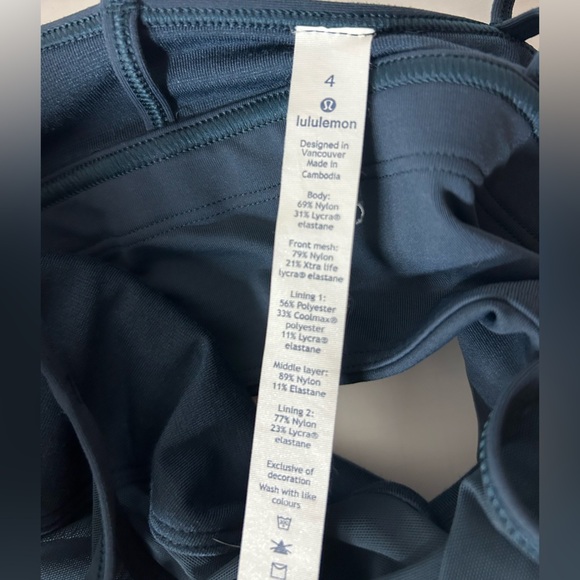 4
lululemon
Designed in
Vancouver
Made in
Cambodia
Body:
69% Nylon
31% Lycra®
elastane
Front mesh:
79% Nylon
21% Xtra life
lycra® elastane
Lining 1:
56% Polyester
33% Coolmax®
polyester
11% Lycra®
elastane
Middle layer:
89% Nylon
11% Elastane
Lining 2:
77% Nylon
23% Lycra®
elastane
Exclusive of
decoration
Wash with like
colours